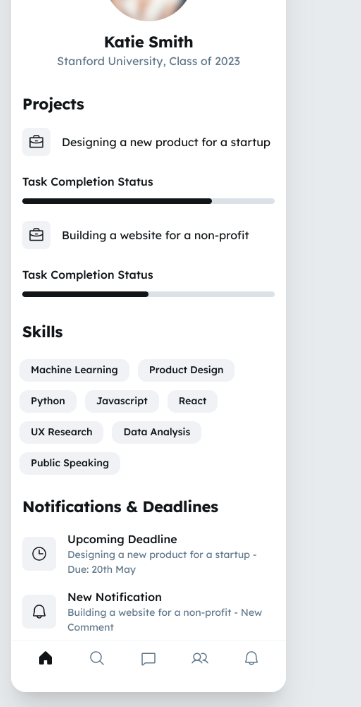 Katie Smith
Stanford University, Class of 2023
Projects
Designing a new product for a startup
Task Completion Status
Building a website for a non-profit
Task Completion Status
Skills
Machine Learning
Product Design
Python
Javascript
React
UX Research
Data Analysis
Public Speaking
Notifications & Deadlines
Upcoming Deadline
Designing a new product for a startup -
Due: 20th May
New Notification
Building a website for a non-profit - New
Comment